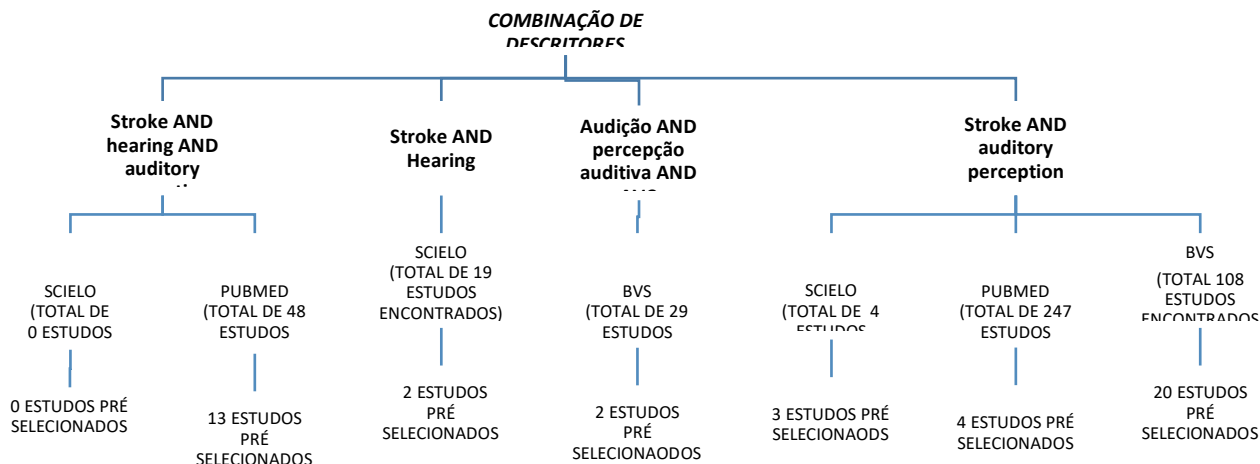 COMBINAÇÃO DE
DESCRITORES
Stroke AND
hearing AND
auditory
Stroke AND
Hearing
Audição AND
percepção
auditiva AND
Stroke AND
auditory
perception
SCIELO
(TOTAL DE
0 ESTUDOS
PUBMED
(TOTAL DE 48
ESTUDOS
SCIELO
(TOTAL DE 19
ESTUDOS
ENCONTRADOS)
BVS
(TOTAL DE 29
ESTUDOS
SCIELO
(TOTAL DE 4
ESTUDOS
PUBMED
(TOTAL DE 247
ESTUDOS
BVS
(TOTAL 108
ESTUDOS
ENCONTRADOS
0 ESTUDOS PRÉ
SELECIONADOS
13 ESTUDOS
PRÉ
SELECIONADOS
2 ESTUDOS
PRÉ
SELECIONADOS
2 ESTUDOS
PRÉ
SELECIONAODOS
3 ESTUDOS PRÉ
SELECIONAODS
4 ESTUDOS
PRÉ
SELECIONADOS
20 ESTUDOS
PRÉ
SELECIONADOS